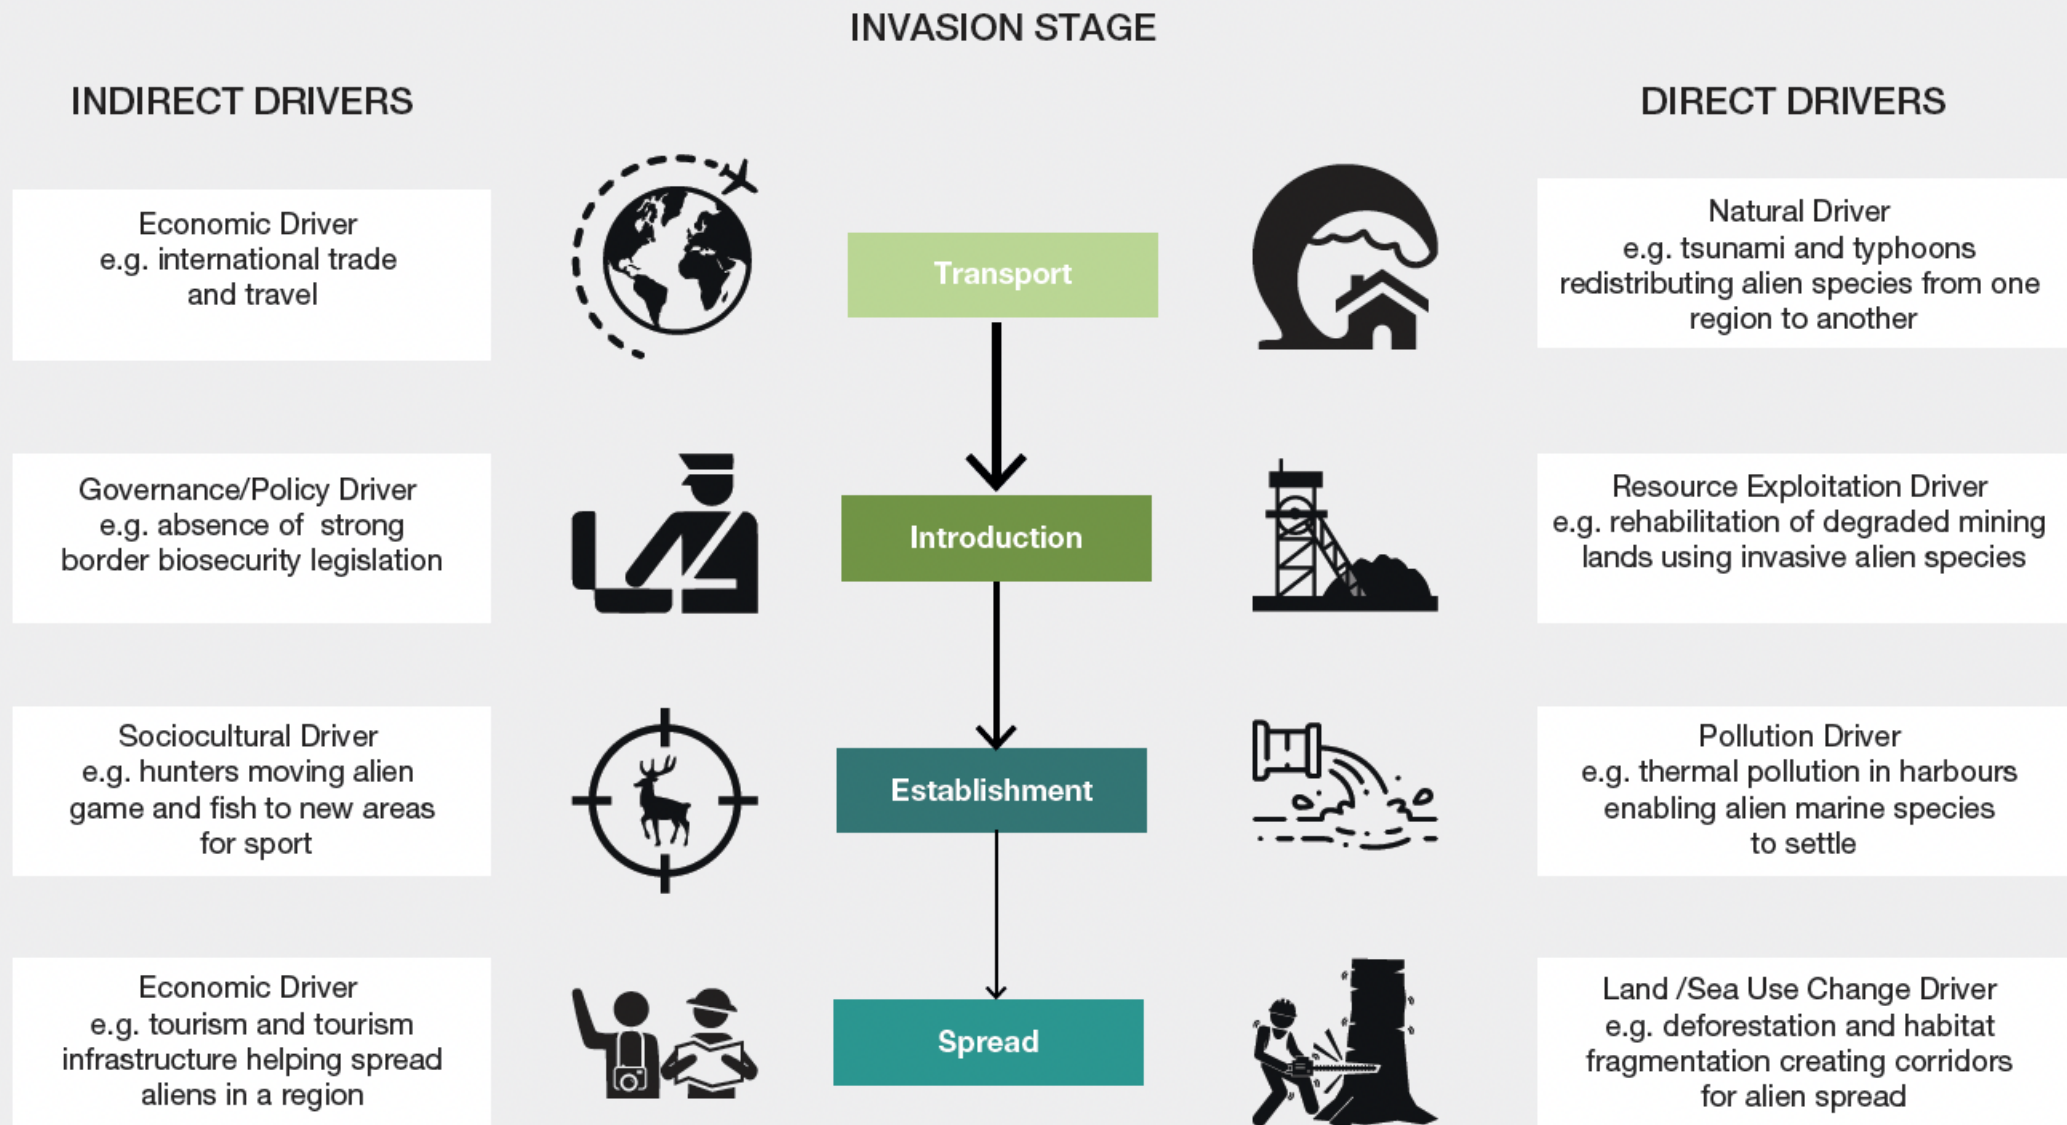 INVASION STAGE
INDIRECT DRIVERS
DIRECT DRIVERS
Economic Driver
e.g. international trade
and travel
Transport
Natural Driver
e.g. tsunami and typhoons
redistributing alien species from one
region to another
Governance/Policy Driver
e.g. absence of strong
border biosecurity legislation
Introduction
Resource Exploitation Driver
e.g. rehabilitation of degraded mining
lands using invasive alien species
Sociocultural Driver
e.g. hunters moving alien
game and fish to new areas
for sport
Establishment
Pollution Driver
e.g. thermal pollution in harbours
enabling alien marine species
to settle
Economic Driver
e.g. tourism and tourism
infrastructure helping spread
aliens in a region
Spread
Land /Sea Use Change Driver
e.g. deforestation and habitat
fragmentation creating corridors
for alien spread